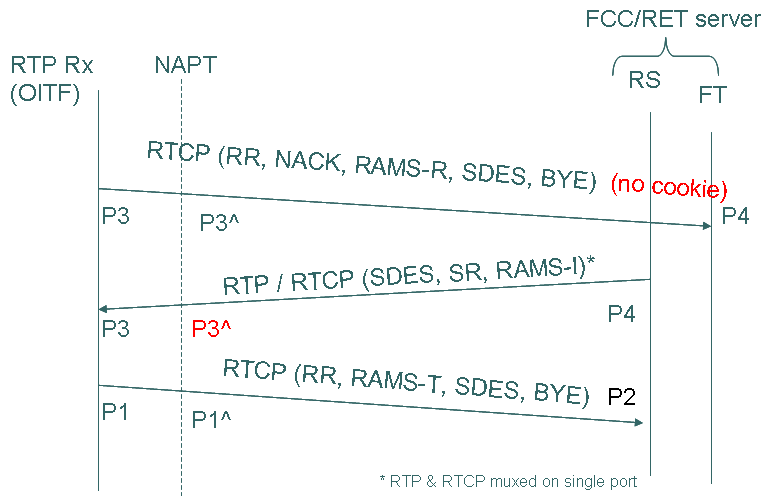 FCC/RET server
RTP Rx
(OITF)
NAPT
RS
FT
RTCP (RR, NACK, RAMS-R, SDES, BYE) (no cookie)
P3
P3^
P4
RTP / RTCP (SDES, SR, RAMS-I)*
P3
P3^
P4
RTCP (RR, RAMS-T, SDES, BYE)
P2
P1
P1^
* RTP & RTCP muxed on single port